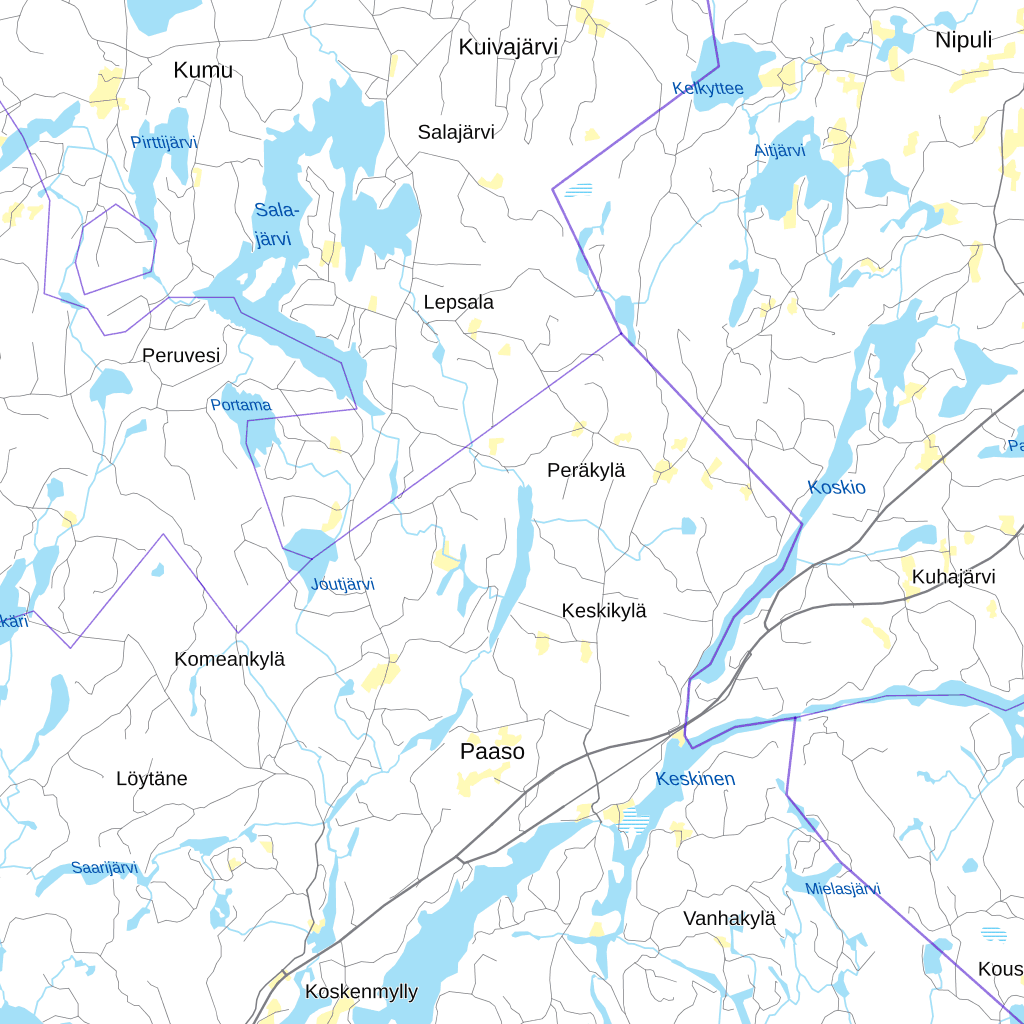 Nipuli
Kuivajärvi
Kumu
Kelkyttee
Salajärvi
Pirttijärvi
Aitjärvi
Sala-
järvi
Lepsala
Peruvesi
Portama
Peräkylä
Koskio
Kuhajärvi
Joutjärvi
Keskikylä
Komeankylä
Paaso
Löytäne
Keskinen
Saarijärvi
Mielasjärvi
Vanhakylä
Koskenmylly